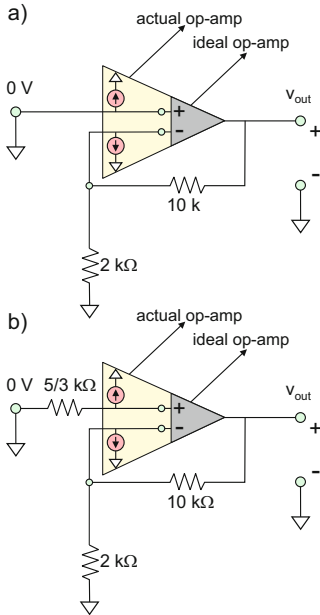 a)
actual op-amp
ideal op-amp
0 V
+
-
v_out
+
-
10 k
2 kΩ
b)
actual op-amp
ideal op-amp
0 V
5/3 kΩ
+
-
v_out
+
-
10 kΩ
2 kΩ